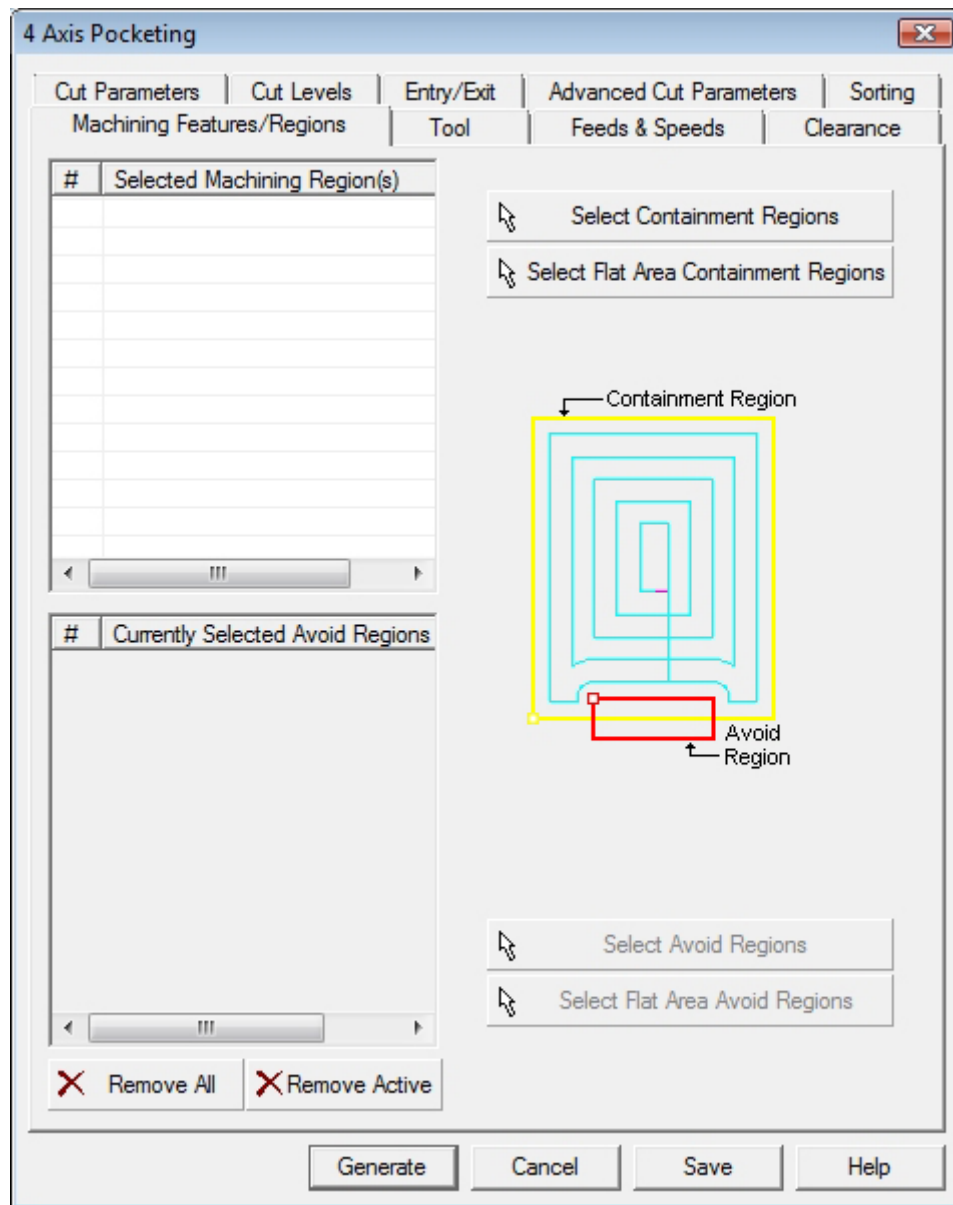 4 Axis Pocketing
Cut Parameters
Cut Levels
Entry/Exit
Advanced Cut Parameters
Sorting
Machining Features/Regions
Tool
Feeds & Speeds
Clearance
# Selected Machining Region(s)
Select Containment Regions
Select Flat Area Containment Regions
Containment Region
# Currently Selected Avoid Regions
Avoid
Region
Select Avoid Regions
Select Flat Area Avoid Regions
Remove All
Remove Active
Generate
Cancel
Save
Help